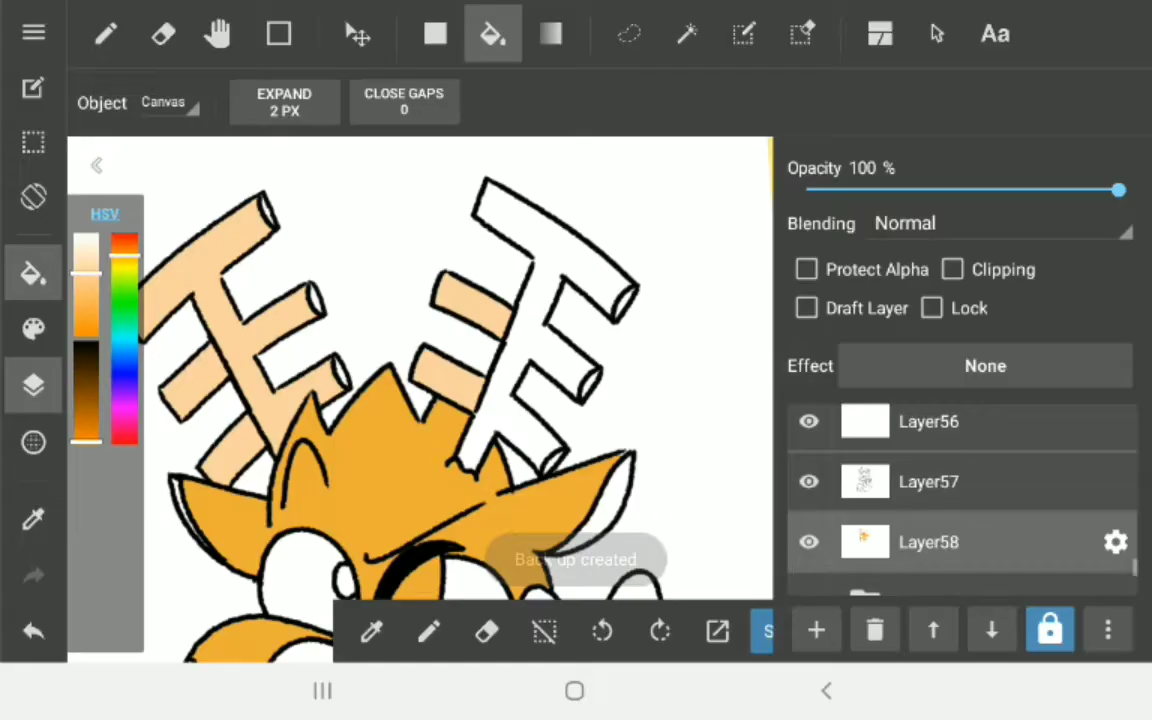 Aa
Object Canvas
EXPAND
2 PX
CLOSE GAPS
0
HSV
Opacity 100 %
Blending Normal
Protect Alpha
Clipping
Draft Layer
Lock
Effect None
Layer56
Layer57
Layer58
Back up created
S